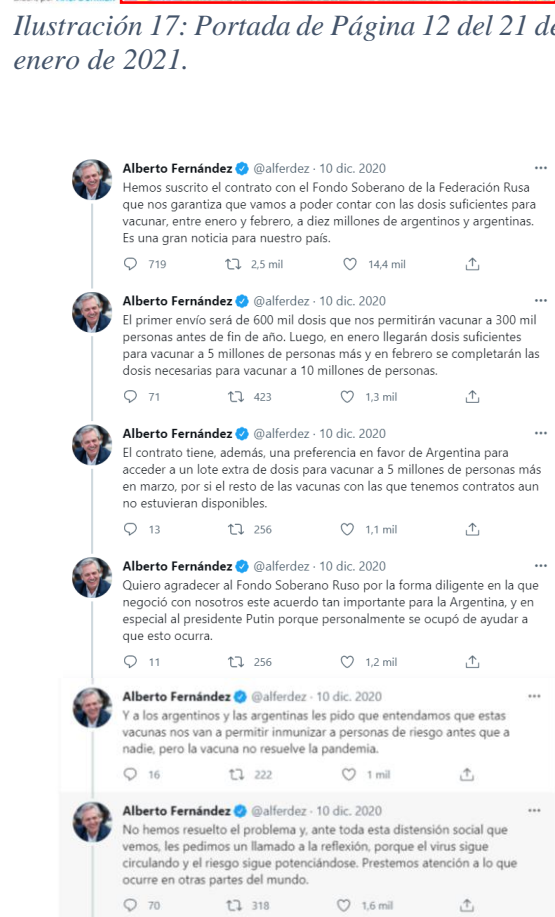 Ilustración 17: Portada de Página 12 del 21 de
enero de 2021.
Alberto Fernández @alferdez · 10 dic. 2020
Hemos suscrito el contrato con el Fondo Soberano de la Federación Rusa
que nos garantiza que vamos a poder contar con las dosis suficientes para
vacunar, entre enero y febrero, a diez millones de argentinos y argentinas.
Es una gran noticia para nuestro país.
719 2,5 mil 14,4 mil
Alberto Fernández @alferdez · 10 dic. 2020
El primer envío será de 600 mil dosis que nos permitirán vacunar a 300 mil
personas antes de fin de año. Luego, en enero llegarán dosis suficientes
para vacunar a 5 millones de personas más y en febrero se completarán las
dosis necesarias para vacunar a 10 millones de personas.
71 423 1,3 mil
Alberto Fernández @alferdez · 10 dic. 2020
El contrato tiene, además, una preferencia en favor de Argentina para
acceder a un lote extra de dosis para vacunar a 5 millones de personas más
en marzo, por si el resto de las vacunas con las que tenemos contratos aun
no estuvieran disponibles.
13 256 1,1 mil
Alberto Fernández @alferdez · 10 dic. 2020
Quiero agradecer al Fondo Soberano Ruso por la forma diligente en la que
negoció con nosotros este acuerdo tan importante para la Argentina, y en
especial al presidente Putin porque personalmente se ocupó de ayudar a
que esto ocurra.
11 256 1,2 mil
Alberto Fernández @alferdez · 10 dic. 2020
Y a los argentinos y las argentinas les pido que entendamos que estas
vacunas nos van a permitir inmunizar a personas de riesgo antes que a
nadie, pero la vacuna no resuelve la pandemia.
16 222 1 mil
Alberto Fernández @alferdez · 10 dic. 2020
No hemos resuelto el problema y, ante toda esta distensión social que
vemos, les pedimos un llamado a la reflexión, porque el virus sigue
circulando y el riesgo sigue potenciándose. Prestemos atención a lo que
ocurre en otras partes del mundo.
70 318 1,6 mil